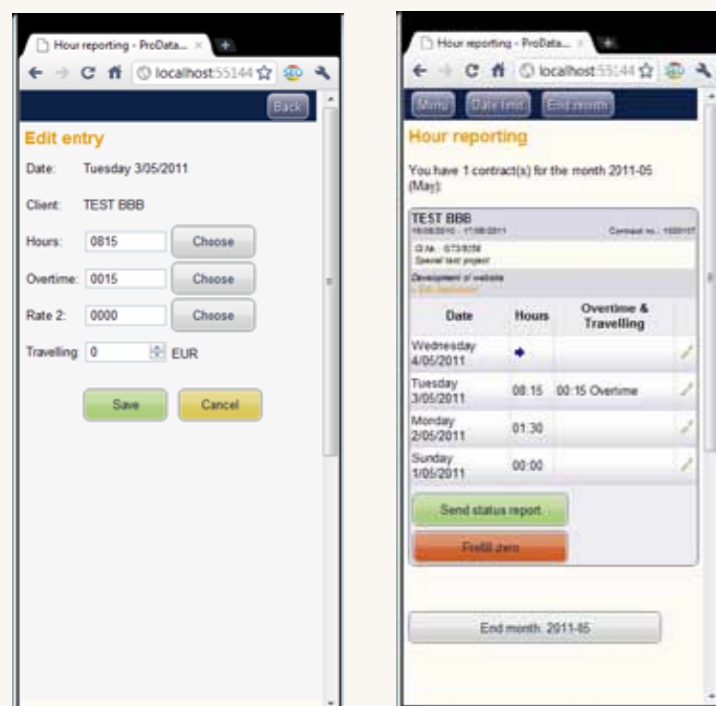 Hour reporting - ProData...
localhost:55144
Back
Edit entry
Date: Tuesday 3/05/2011
Client: TEST BBB
Hours: 0815 Choose
Overtime: 0015 Choose
Rate 2: 0000 Choose
Travelling 0 EUR
Save Cancel
Hour reporting - ProData...
localhost:55144
Menu Date limit End month
Hour reporting
You have 1 contract(s) for the month 2011-05
(May):
TEST BBB
Contract no.:
Special test project
Development of website
Date Hours Overtime &
Travelling
Wednesday
4/05/2011
Tuesday
3/05/2011 08:15 00:15 Overtime
Monday
2/05/2011 01:30
Sunday
1/05/2011 00:00
Send status report
Prefill zero
End month: 2011-05